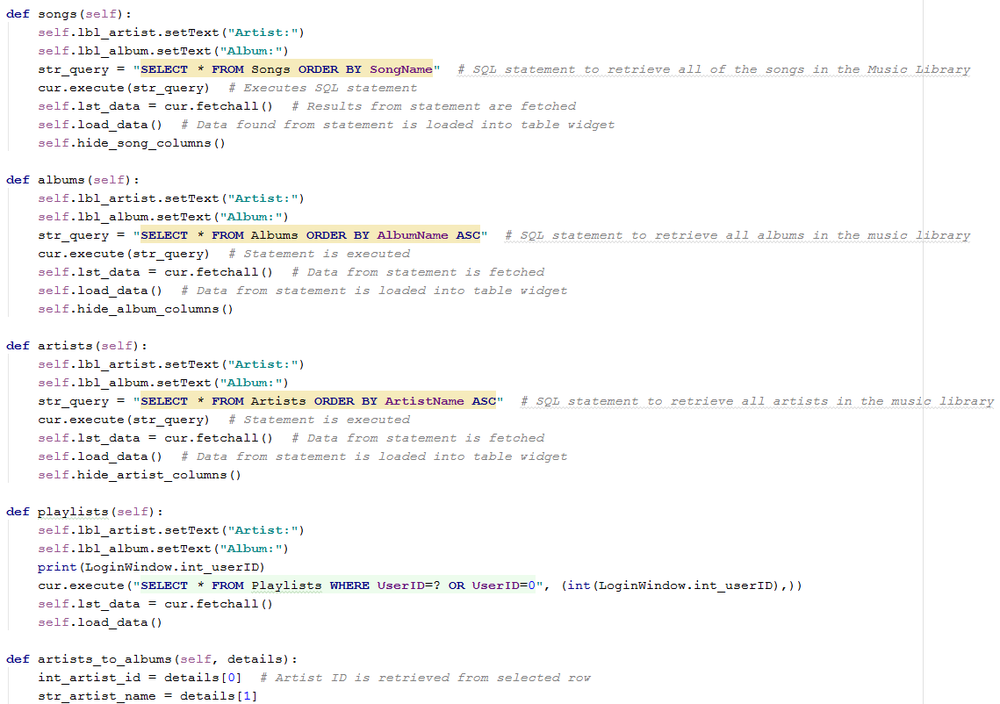 def songs(self):
    self.lbl_artist.setText("Artist:")
    self.lbl_album.setText("Album:")
    str_query = "SELECT * FROM Songs ORDER BY SongName"  # SQL statement to retrieve all of the songs in the Music Library
    cur.execute(str_query)  # Executes SQL statement
    self.lst_data = cur.fetchall()  # Results from statement are fetched
    self.load_data()  # Data found from statement is loaded into table widget
    self.hide_song_columns()

def albums(self):
    self.lbl_artist.setText("Artist:")
    self.lbl_album.setText("Album:")
    str_query = "SELECT * FROM Albums ORDER BY AlbumName ASC"  # SQL statement to retrieve all albums in the music library
    cur.execute(str_query)  # Statement is executed
    self.lst_data = cur.fetchall()  # Data from statement is fetched
    self.load_data()  # Data from statement is loaded into table widget
    self.hide_album_columns()

def artists(self):
    self.lbl_artist.setText("Artist:")
    self.lbl_album.setText("Album:")
    str_query = "SELECT * FROM Artists ORDER BY ArtistName ASC"  # SQL statement to retrieve all artists in the music library
    cur.execute(str_query)  # Statement is executed
    self.lst_data = cur.fetchall()  # Data from statement is fetched
    self.load_data()  # Data from statement is loaded into table widget
    self.hide_artist_columns()

def playlists(self):
    self.lbl_artist.setText("Artist:")
    self.lbl_album.setText("Album:")
    print(LoginWindow.int_userID)
    cur.execute("SELECT * FROM Playlists WHERE UserID=? OR UserID=0", (int(LoginWindow.int_userID),))
    self.lst_data = cur.fetchall()
    self.load_data()

def artists_to_albums(self, details):
    int_artist_id = details[0]  # Artist ID is retrieved from selected row
    str_artist_name = details[1]